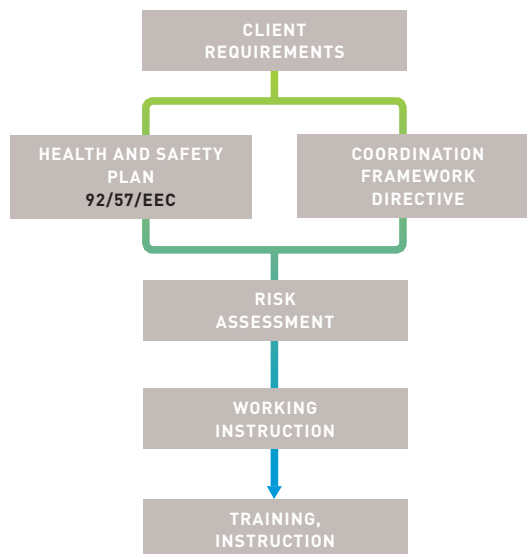 CLIENT
REQUIREMENTS
HEALTH AND SAFETY
PLAN
92/57/EEC
COORDINATION
FRAMEWORK
DIRECTIVE
RISK
ASSESSMENT
WORKING
INSTRUCTION
TRAINING,
INSTRUCTION